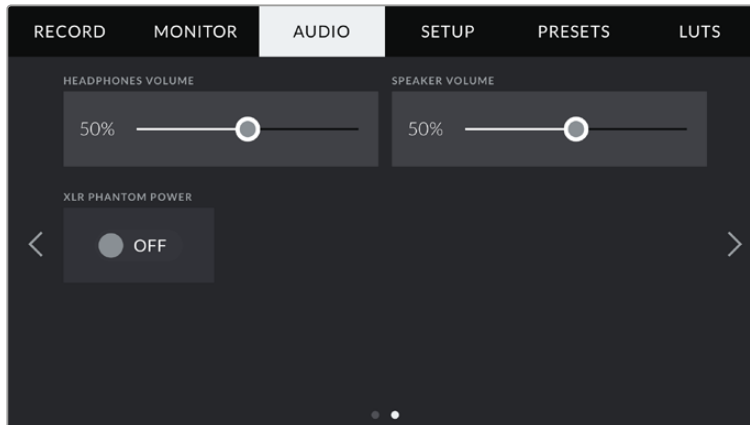 RECORD MONITOR AUDIO SETUP PRESETS LUTS
HEADPHONES VOLUME SPEAKER VOLUME
50% 50%
XLR PHANTOM POWER
OFF